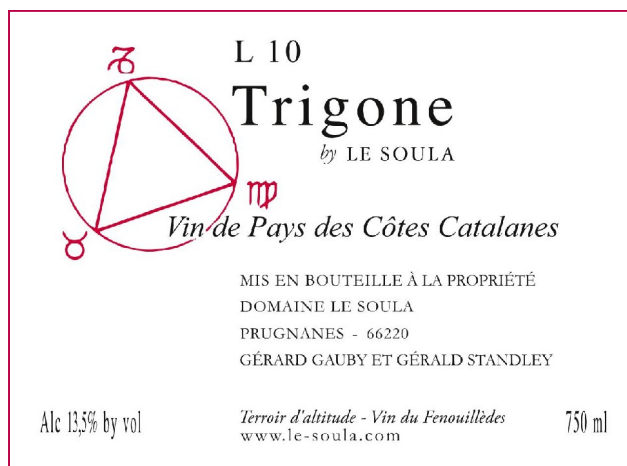 L 10
Trigone
by LE SOULA
Vin de Pays des Côtes Catalanes
MIS EN BOUTEILLE À LA PROPRIÉTÉ
DOMAINE LE SOULA
PRUGNANES - 66220
GÉRARD GAUBY ET GÉRALD STANDLEY
Alc 13,5% by vol
Terroir d'altitude - Vin du Fenouillèdes
www.le-soula.com
750 ml